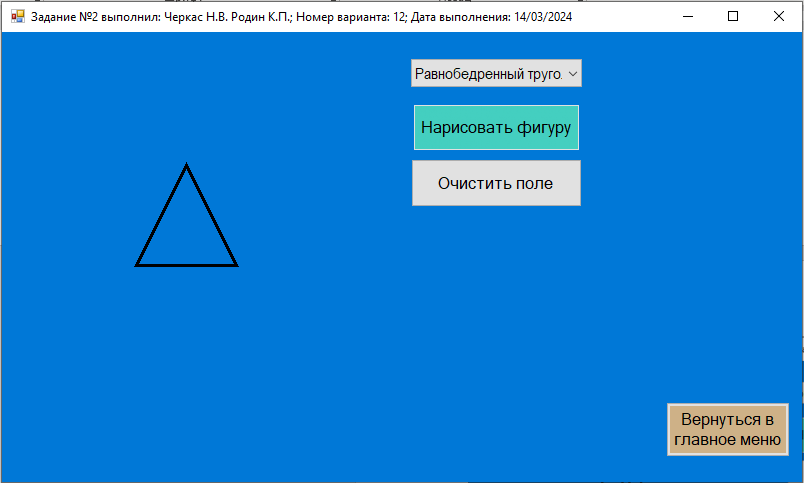 Задание №2 выполнил: Черкас Н.В. Родин К.П.; Номер варианта: 12; Дата выполнения: 14/03/2024
Равнобедренный труго.
Нарисовать фигуру
Очистить поле
Вернуться в
главное меню